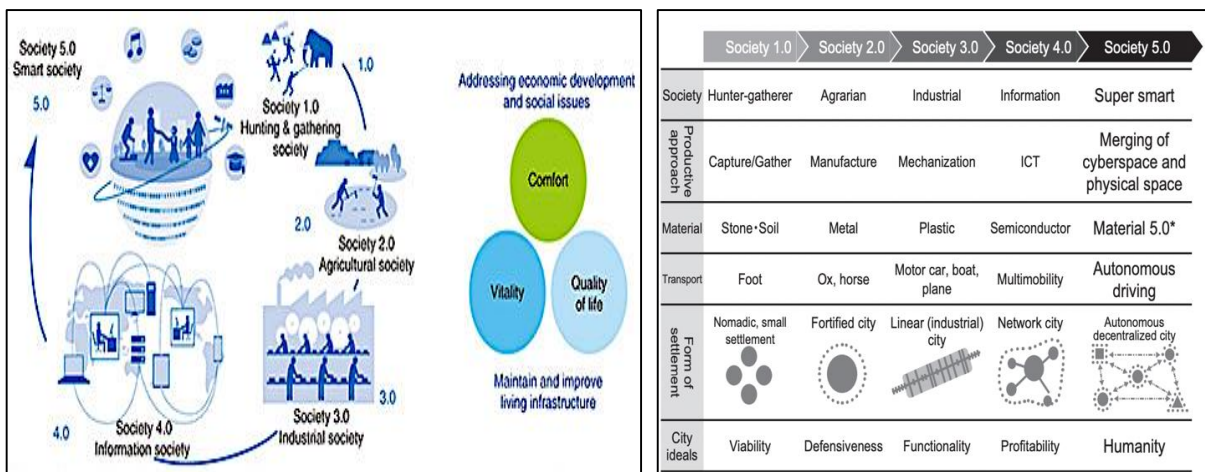 Society 5.0
Smart society
5.0
1.0
Society 1.0
Hunting & gathering
society
2.0
Society 2.0
Agricultural society
3.0
Society 3.0
Industrial society
4.0
Society 4.0
Information society
Addressing economic development
and social issues
Comfort
Vitality
Quality
of life
Maintain and improve
living infrastructure
Society 1.0 Society 2.0 Society 3.0 Society 4.0 Society 5.0
Society Hunter-gatherer Agrarian Industrial Information Super smart
Productive
approach
Capture/Gather Manufacture Mechanization ICT
Merging of
cyberspace and
physical space
Material Stone・Soil Metal Plastic Semiconductor Material 5.0*
Transport Foot Ox, horse
Motor car, boat,
plane
Multimobility
Autonomous
driving
Form of
settlement
Nomadic, small
settlement
Fortified city
Linear (industrial)
city
Network city
Autonomous
decentralized city
City
ideals
Viability Defensiveness Functionality Profitability Humanity